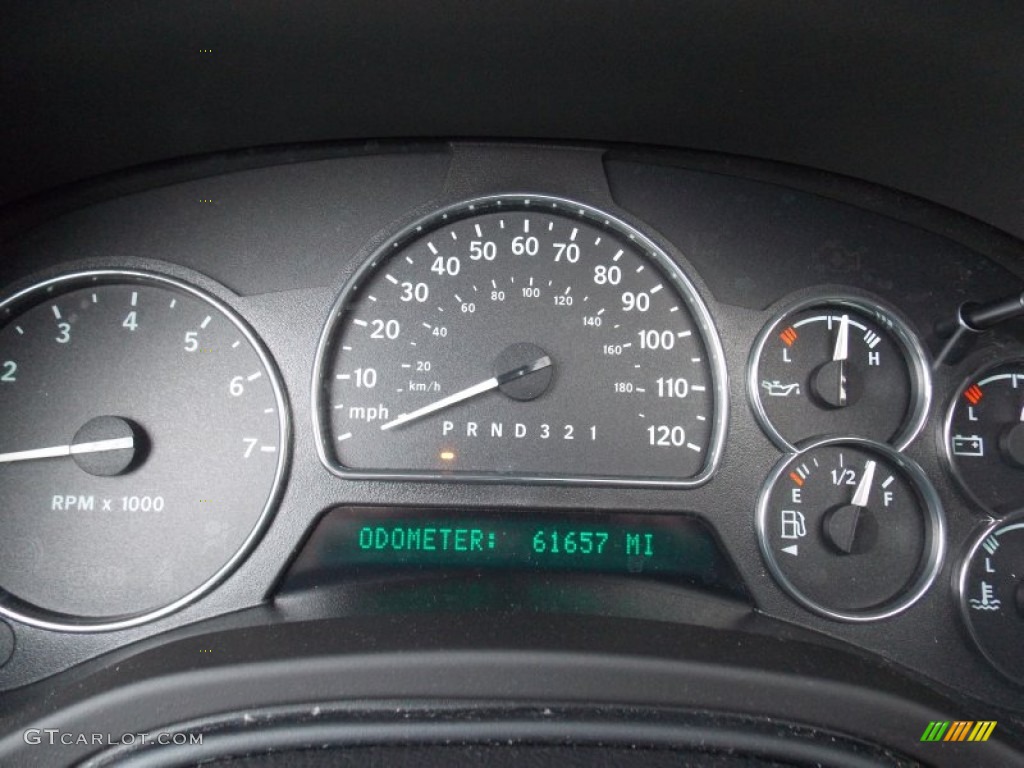 2 3 4 5 6 7
RPM x 1000
10 20 30 40 50 60 70 80 90 100 110 120
mph
20 40 60 80 100 120 140 160 180
km/h
P R N D 3 2 1
ODOMETER: 61657 MI
L H
E 1/2 F
L
L
GTCARLOT.COM